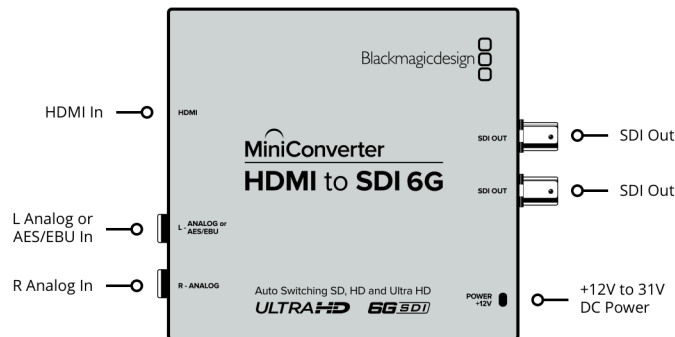 Blackmagicdesign
HDMI In
HDMI
SDI OUT
SDI Out
MiniConverter
HDMI to SDI 6G
SDI OUT
SDI Out
L Analog or
AES/EBU In
L - ANALOG or
AES/EBU
R Analog In
R - ANALOG
Auto Switching SD, HD and Ultra HD
ULTRA HD
6G SDI
POWER
+12V
+12V to 31V
DC Power